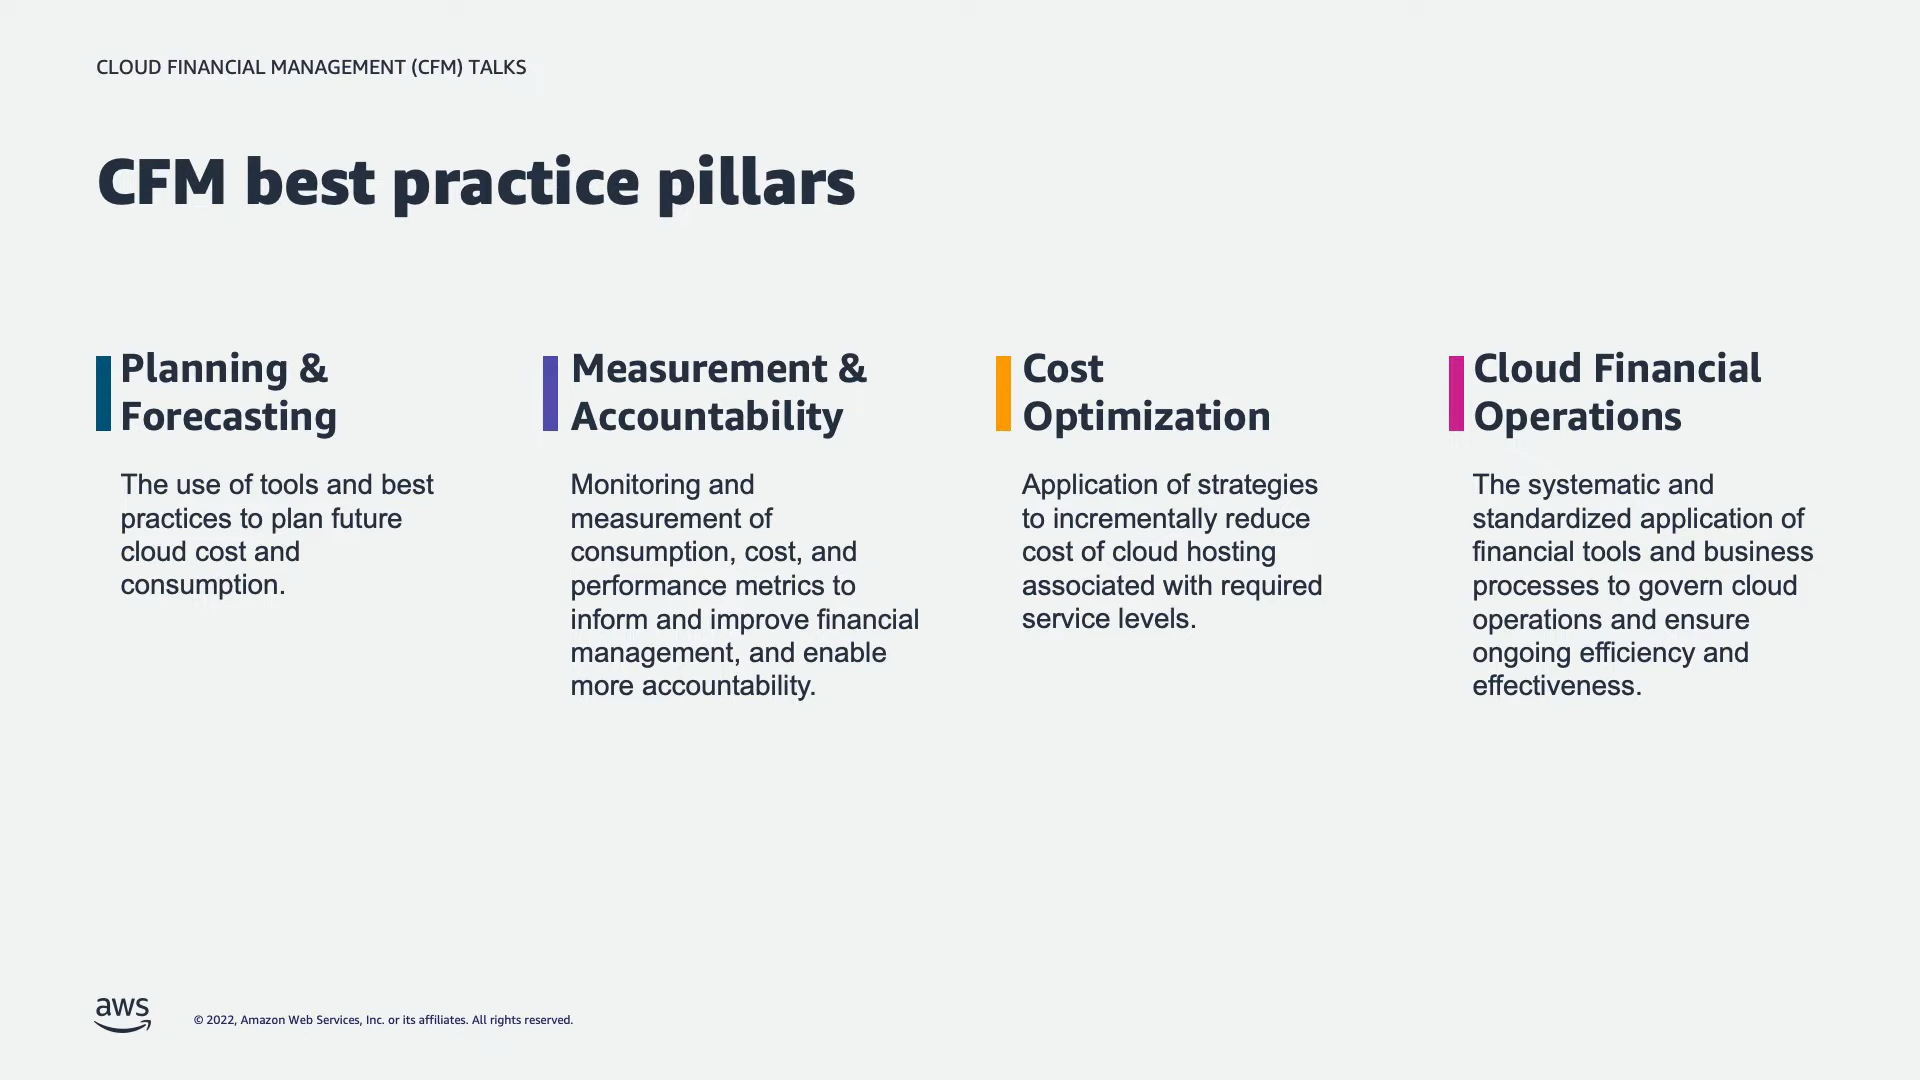 CLOUD FINANCIAL MANAGEMENT (CFM) TALKS
CFM best practice pillars
Planning &
Forecasting
The use of tools and best
practices to plan future
cloud cost and
consumption.
Measurement &
Accountability
Monitoring and
measurement of
consumption, cost, and
performance metrics to
inform and improve financial
management, and enable
more accountability.
Cost
Optimization
Application of strategies
to incrementally reduce
cost of cloud hosting
associated with required
service levels.
Cloud Financial
Operations
The systematic and
standardized application of
financial tools and business
processes to govern cloud
operations and ensure
ongoing efficiency and
effectiveness.
aws
© 2022, Amazon Web Services, Inc. or its affiliates. All rights reserved.